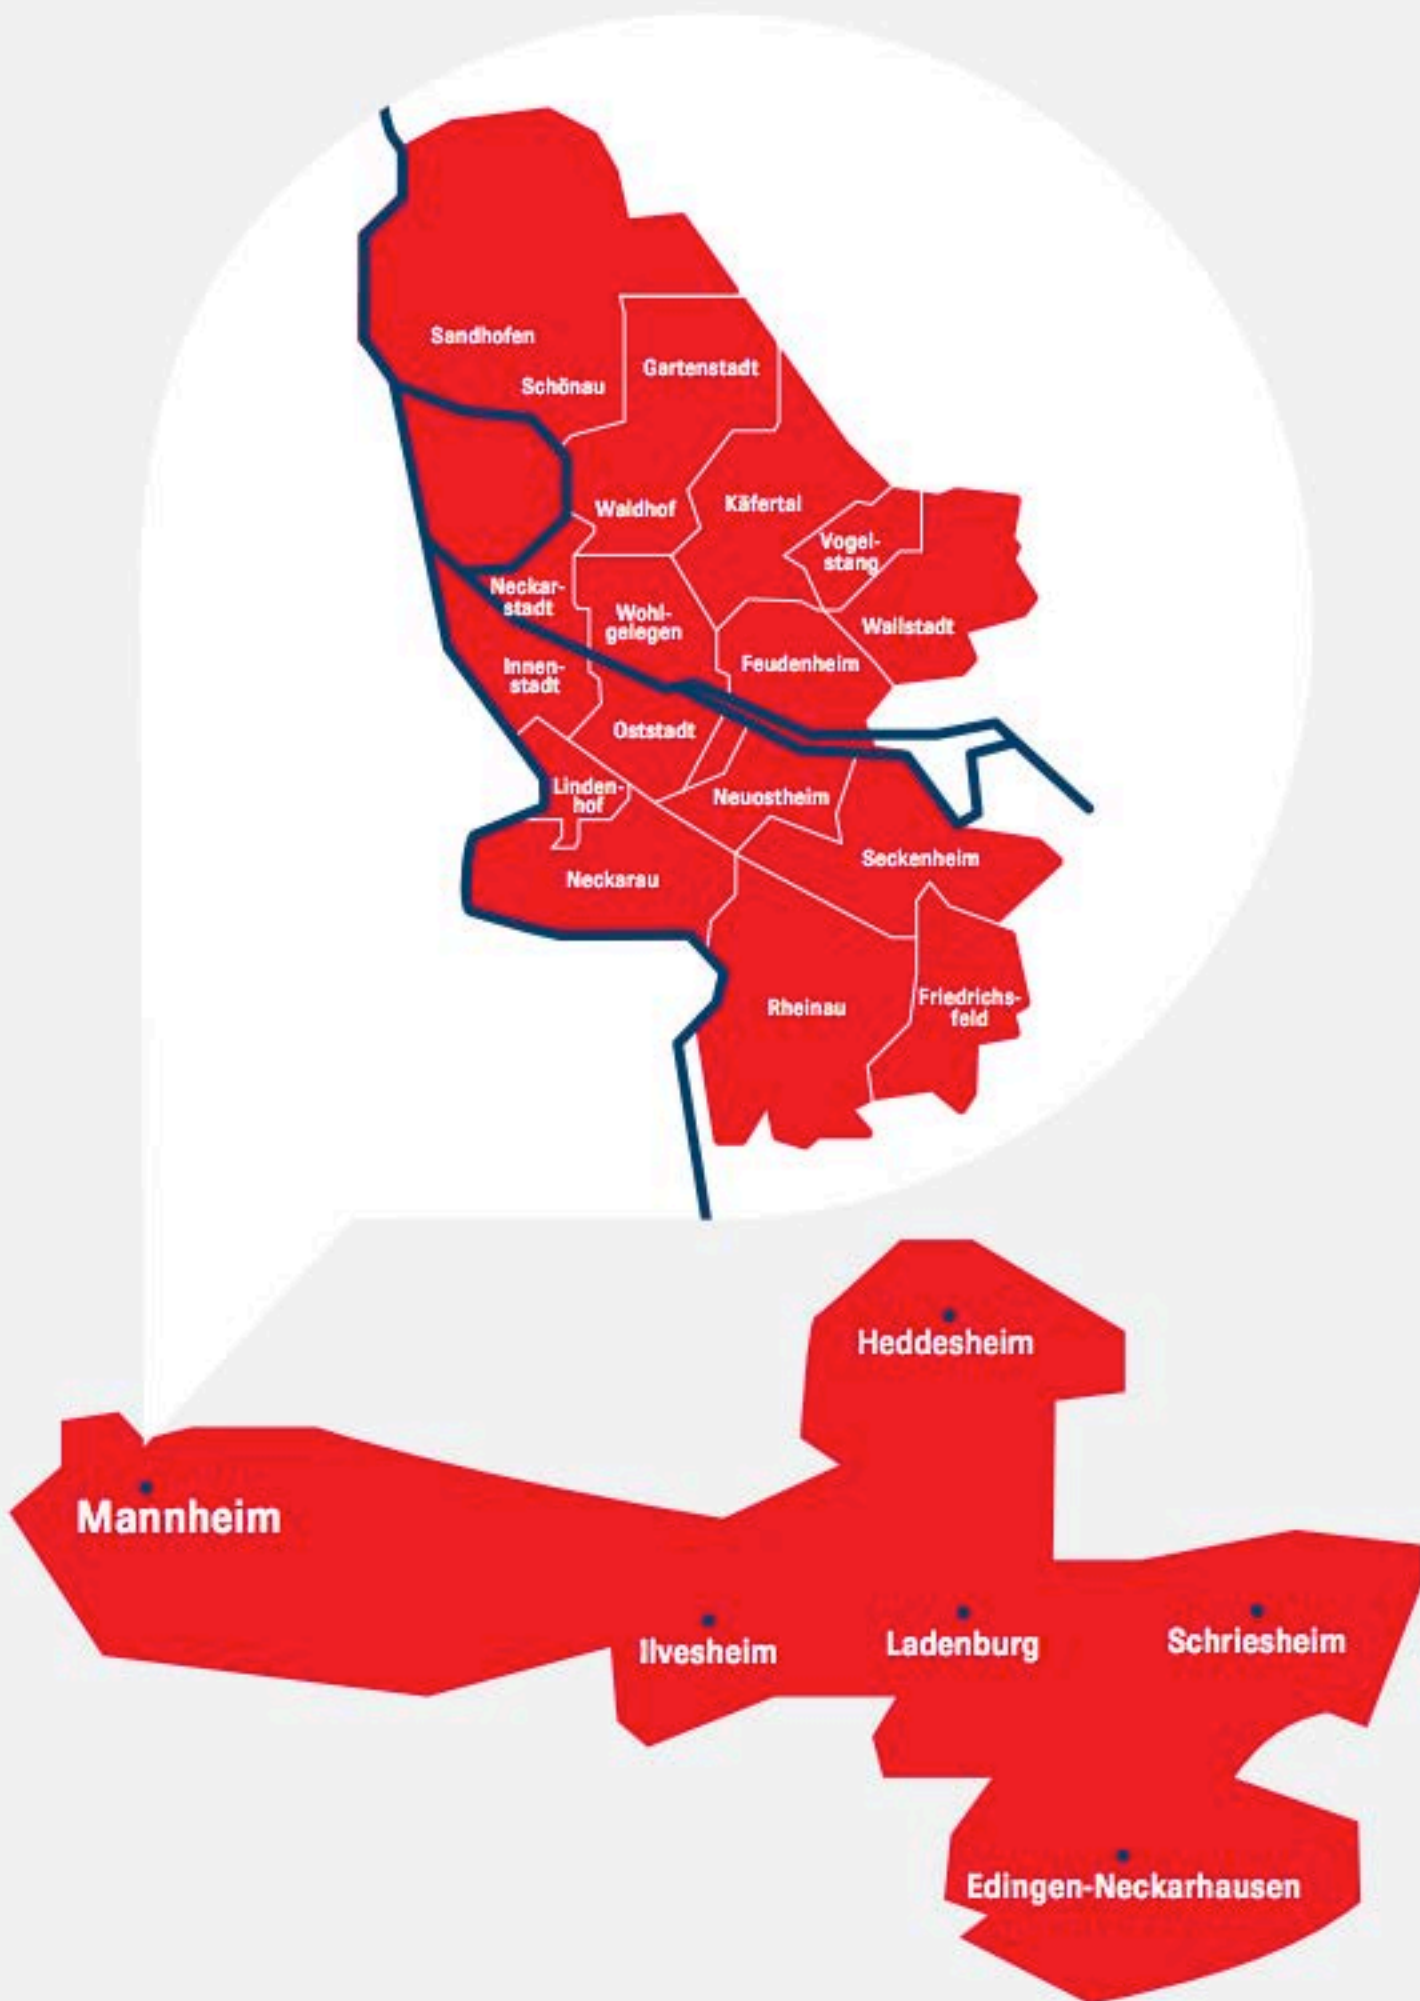 Sandhofen
Gartenstadt
Schönau
Waldhof
Käfertal
Vogel-
stang
Neckar-
stadt
Wohl-
gelegen
Wallstadt
Innen-
stadt
Feudenheim
Oststadt
Linden-
hof
Neuostheim
Neckarau
Seckenheim
Rheinau
Friedrichs-
feld
Heddesheim
Mannheim
Ilvesheim
Ladenburg
Schriesheim
Edingen-Neckarhausen